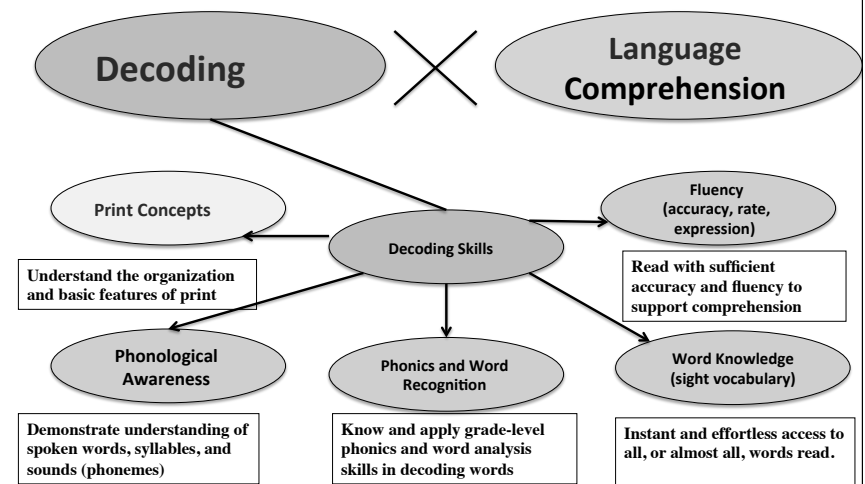 Decoding
Language
Comprehension
Print Concepts
Fluency
(accuracy, rate,
expression)
Decoding Skills
Understand the organization
and basic features of print
Read with sufficient
accuracy and fluency to
support comprehension
Phonological
Awareness
Phonics and Word
Recognition
Word Knowledge
(sight vocabulary)
Demonstrate understanding of
spoken words, syllables, and
sounds (phonemes)
Know and apply grade-level
phonics and word analysis
skills in decoding words
Instant and effortless access to
all, or almost all, words read.